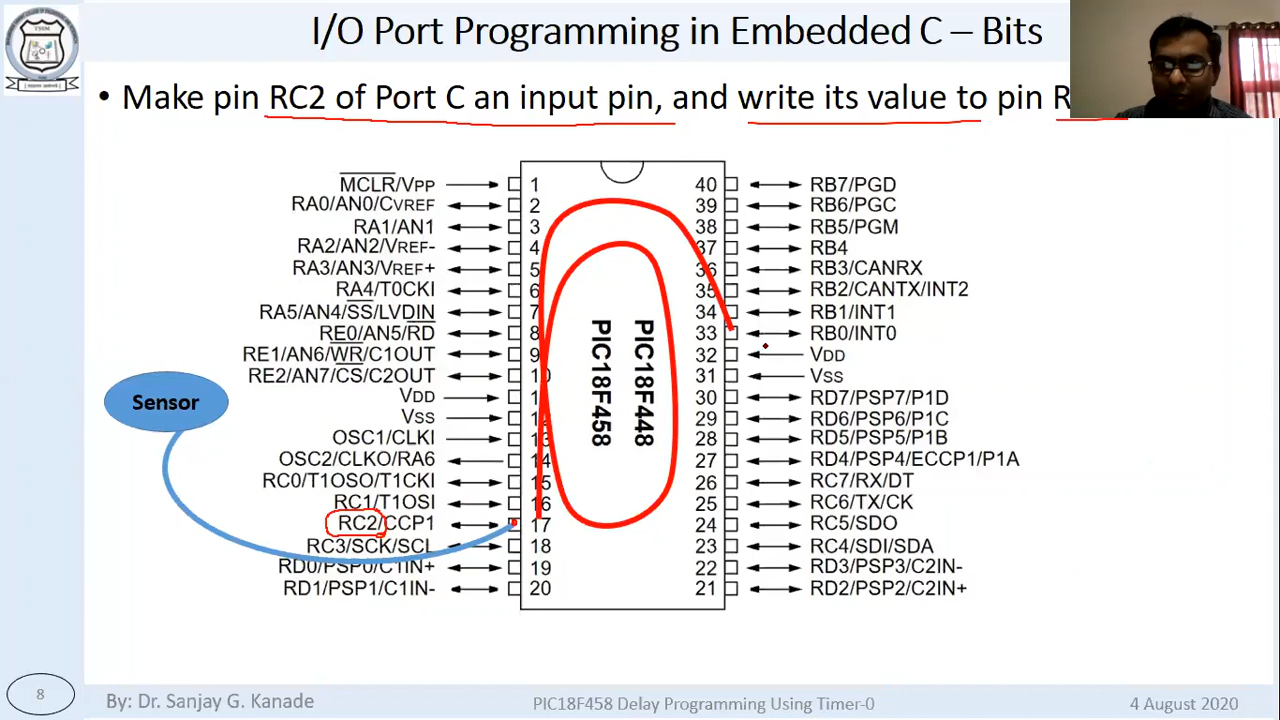 I/O Port Programming in Embedded C – Bits
• Make pin RC2 of Port C an input pin, and write its value to pin
MCLR/VPP 1 40 RB7/PGD
RA0/AN0/CVREF 2 39 RB6/PGC
RA1/AN1 3 38 RB5/PGM
RA2/AN2/VREF- 4 37 RB4
RA3/AN3/VREF+ 5 36 RB3/CANRX
RA4/T0CKI 6 35 RB2/CANTX/INT2
RA5/AN4/SS/LVDIN 7 34 RB1/INT1
RE0/AN5/RD 8 33 RB0/INT0
RE1/AN6/WR/C1OUT 9 32 VDD
RE2/AN7/CS/C2OUT 10 31 VSS
VDD 30 RD7/PSP7/P1D
VSS 12 29 RD6/PSP6/P1C
OSC1/CLKI 13 28 RD5/PSP5/P1B
OSC2/CLKO/RA6 14 27 RD4/PSP4/ECCP1/P1A
RC0/T1OSO/T1CKI 15 26 RC7/RX/DT
RC1/T1OSI 16 25 RC6/TX/CK
RC2/CCP1 17 24 RC5/SDO
RC3/SCK/SCL 18 23 RC4/SDI/SDA
RD0/PSP0/C1IN+ 19 22 RD3/PSP3/C2IN-
RD1/PSP1/C1IN- 20 21 RD2/PSP2/C2IN+
PIC18F448
PIC18F458
Sensor
8 By: Dr. Sanjay G. Kanade PIC18F458 Delay Programming Using Timer-0 4 August 2020